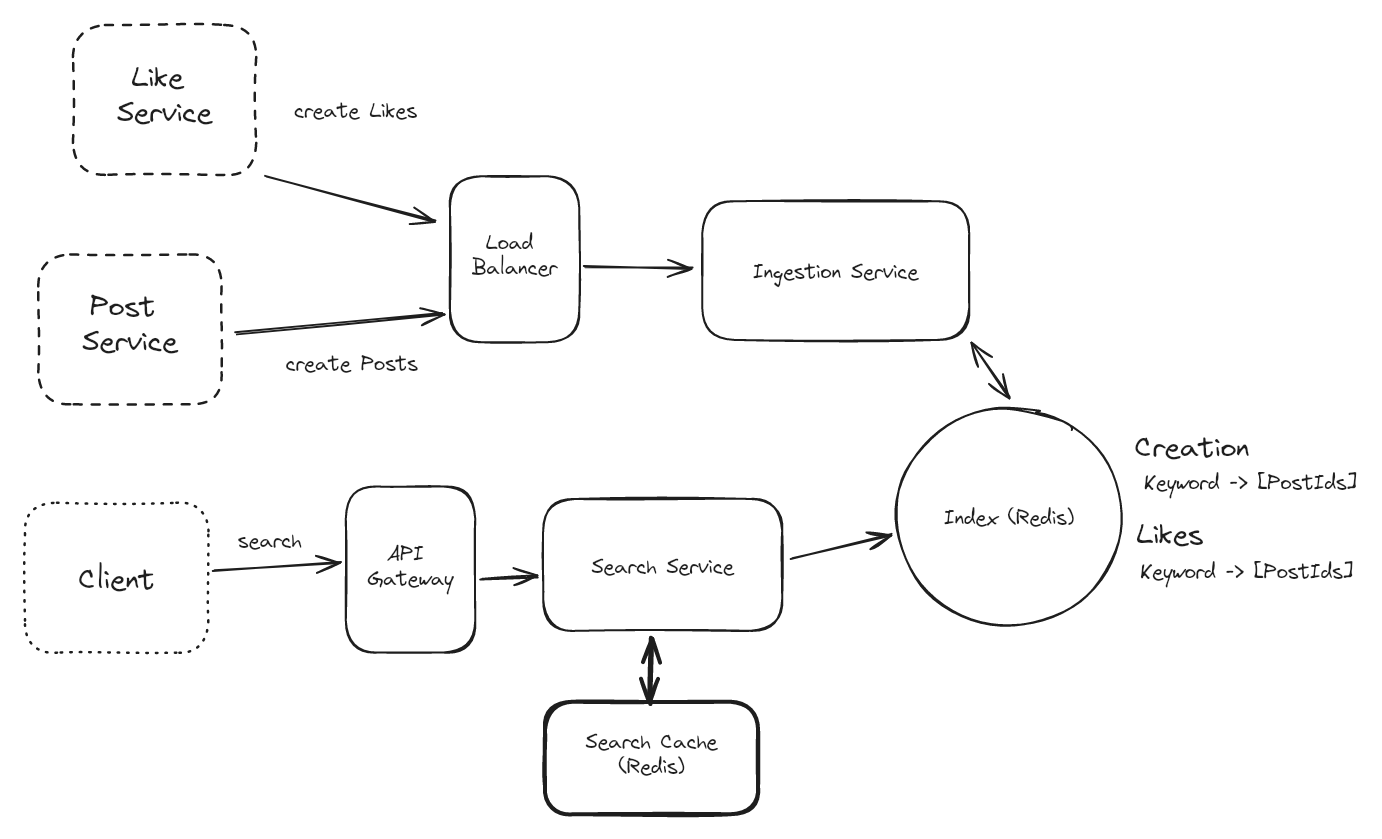 Like
Service
create Likes
Load
Balancer
Ingestion Service
Post
Service
create Posts
Creation
Keyword -> [PostIds]
Likes
Keyword -> [PostIds]
Index (Redis)
Client
search
API
Gateway
Search Service
Search Cache
(Redis)